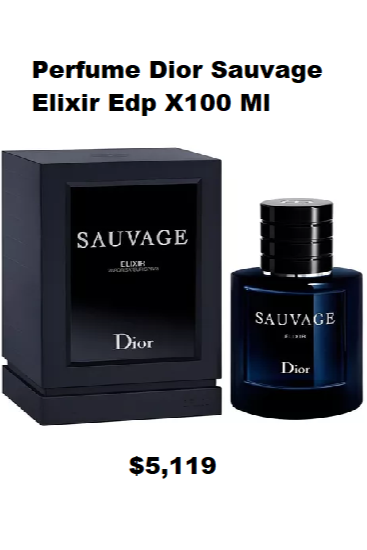 Perfume Dior Sauvage
Elixir Edp X100 Ml
SAUVAGE
ELIXIR
Dior
SAUVAGE
ELIXIR
Dior
$5,119